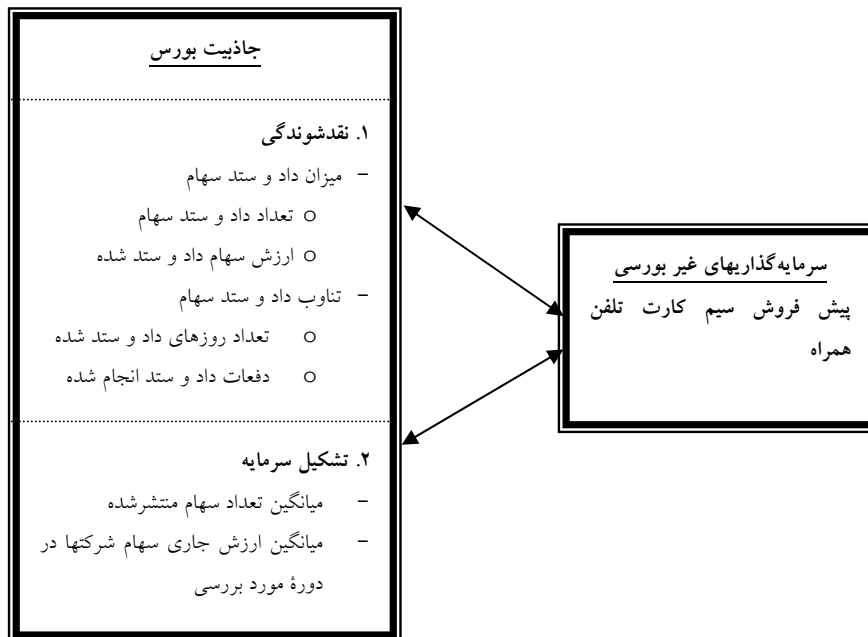 جاذبیت بورس
۱. نقدشوندگی
- میزان داد و ستد سهام
o تعداد داد و ستد سهام
o ارزش سهام داد و ستد شده
- تناوب داد و ستد سهام
o تعداد روزهای داد و ستد شده
o دفعات داد و ستد انجام شده
۲. تشکیل سرمایه
- میانگین تعداد سهام منتشرشده
- میانگین ارزش جاری سهام شرکتها در
دورۀ مورد بررسی
سرمایه‌گذاریهای غیر بورسی
پیش فروش سیم کارت تلفن
همراه